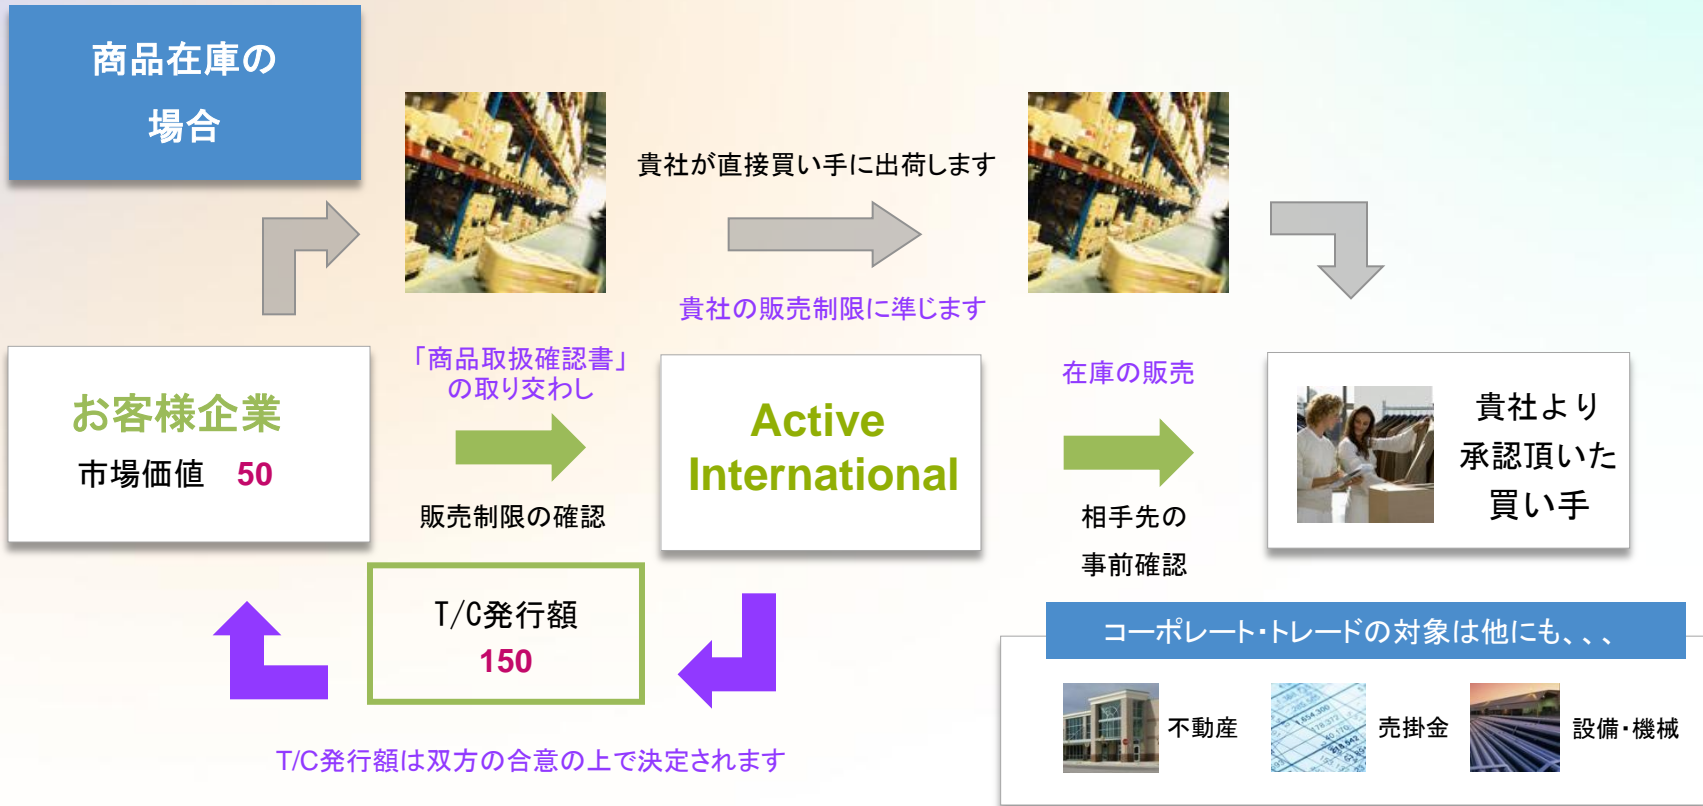 商品在庫の
場合
貴社が直接買い手に出荷します
貴社の販売制限に準じます
お客様企業
市場価値 50
「商品取扱確認書」
の取り交わし
販売制限の確認
Active
International
在庫の販売
相手先の
事前確認
貴社より
承認頂いた
買い手
T/C発行額
150
T/C発行額は双方の合意の上で決定されます
コーポレート・トレードの対象は他にも、、、
不動産
売掛金
設備・機械